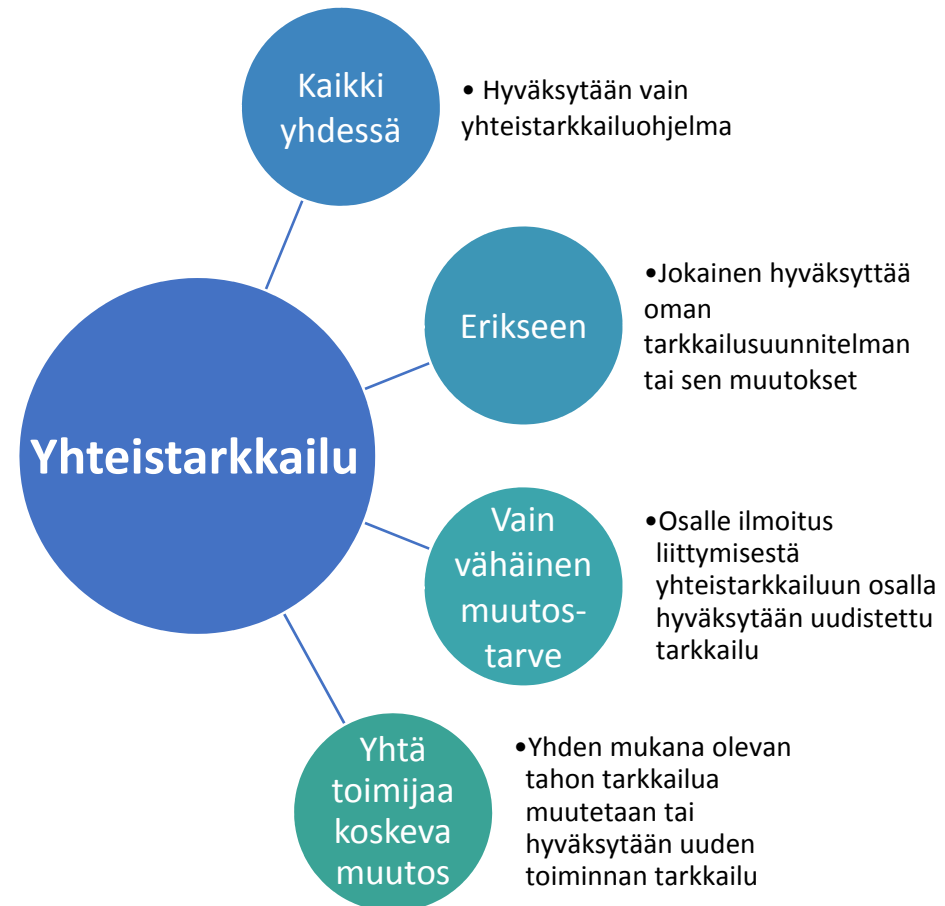 Kaikki
yhdessä
• Hyväksytään vain
yhteistarkkailuohjelma
Erikseen
•Jokainen hyväksyttää
oman
tarkkailusuunnitelman
tai sen muutokset
Yhteistarkkailu
Vain
vähäinen
muutos-
tarve
•Osalle ilmoitus
liittymisestä
yhteistarkkailuun osalla
hyväksytään uudistettu
tarkkailu
Yhtä
toimijaa
koskeva
muutos
•Yhden mukana olevan
tahon tarkkailua
muutetaan tai
hyväksytään uuden
toiminnan tarkkailu